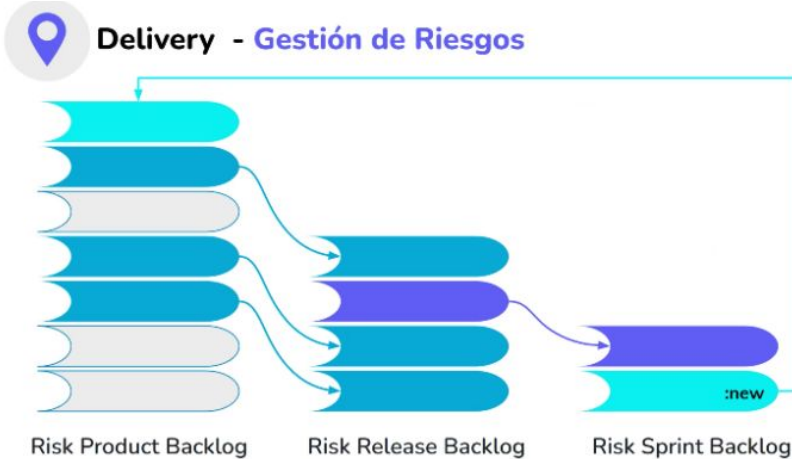 Delivery - Gestión de Riesgos
:new
Risk Product Backlog
Risk Release Backlog
Risk Sprint Backlog